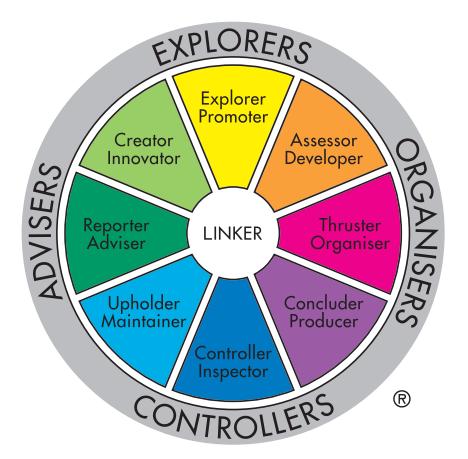 EXPLORERS
Explorer
Promoter
Creator
Innovator
Assessor
Developer
ADVISERS
ORGANISERS
Reporter
Adviser
LINKER
Thruster
Organiser
Upholder
Maintainer
Concluder
Producer
Controller
Inspector
CONTROLLERS
®